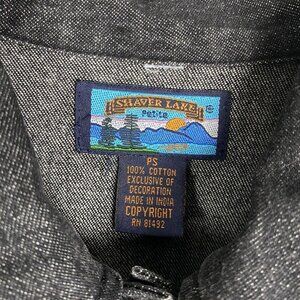 SHAVER LAKE
Petite
PS
100% COTTON
EXCLUSIVE OF
DECORATION
MADE IN INDIA
COPYRIGHT
RN 81492